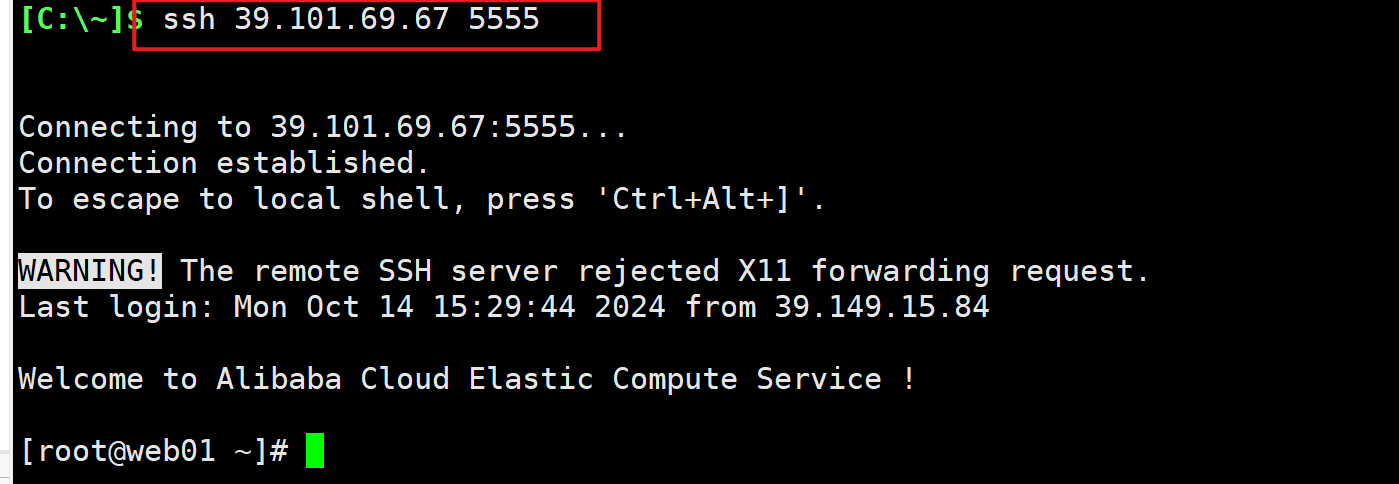 [C:\~]$ ssh 39.101.69.67 5555
Connecting to 39.101.69.67:5555...
Connection established.
To escape to local shell, press 'Ctrl+Alt+]'.
WARNING! The remote SSH server rejected X11 forwarding request.
Last login: Mon Oct 14 15:29:44 2024 from 39.149.15.84
Welcome to Alibaba Cloud Elastic Compute Service !
[root@web01 ~]#